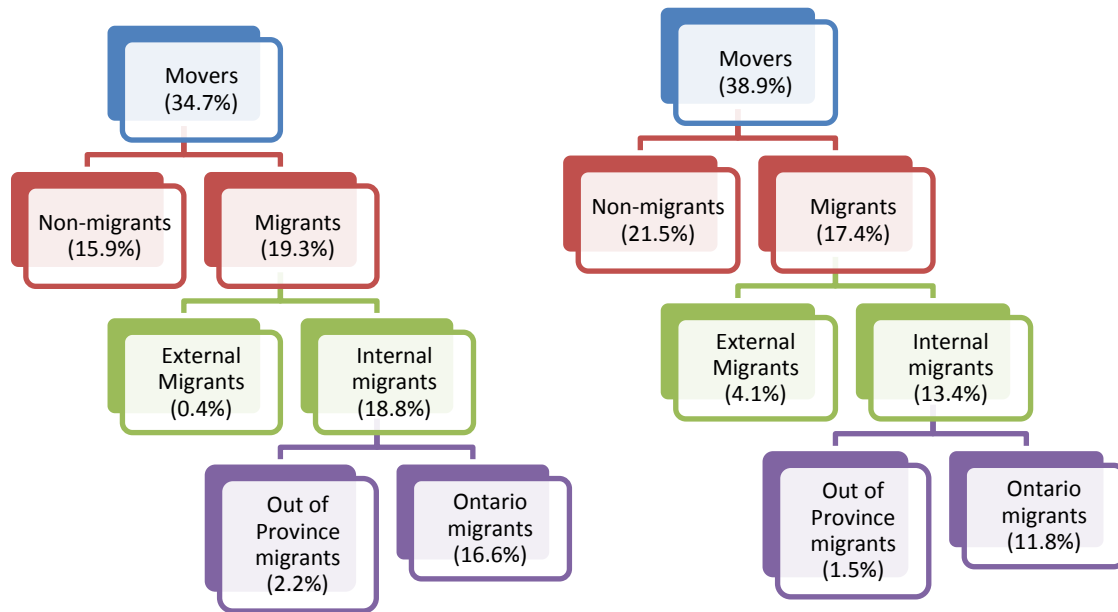 Movers
(34.7%)
Non-migrants
(15.9%)
Migrants
(19.3%)
External
Migrants
(0.4%)
Internal
migrants
(18.8%)
Out of
Province
migrants
(2.2%)
Ontario
migrants
(16.6%)
Movers
(38.9%)
Non-migrants
(21.5%)
Migrants
(17.4%)
External
Migrants
(4.1%)
Internal
migrants
(13.4%)
Out of
Province
migrants
(1.5%)
Ontario
migrants
(11.8%)